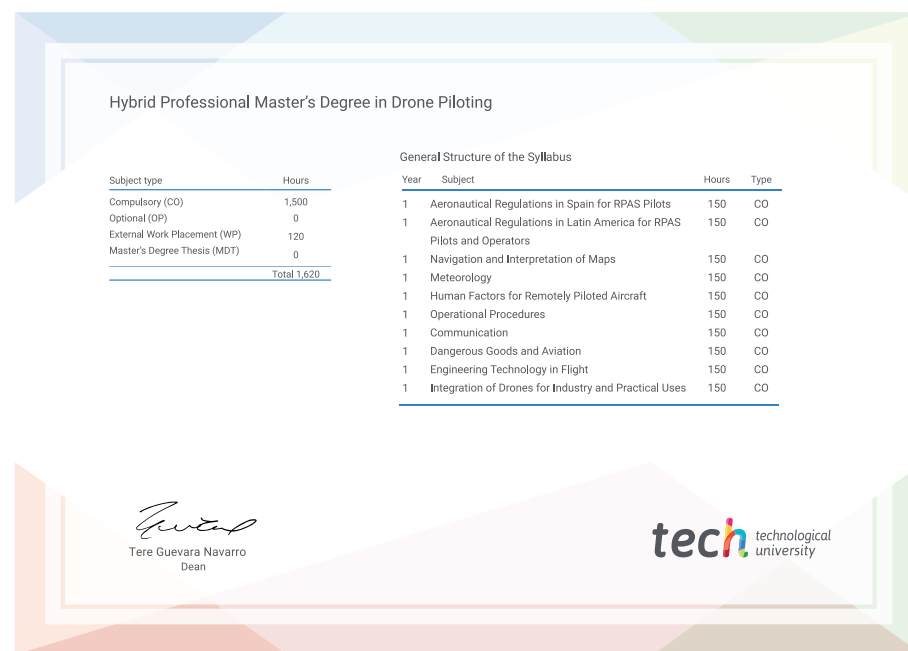 Hybrid Professional Master's Degree in Drone Piloting
General Structure of the Syllabus
Subject type Hours
Compulsory (CO) 1,500
Optional (OP) 0
External Work Placement (WP) 120
Master's Degree Thesis (MDT) 0
Total 1,620
Year Subject Hours Type
1 Aeronautical Regulations in Spain for RPAS Pilots 150 CO
1 Aeronautical Regulations in Latin America for RPAS 150 CO
Pilots and Operators
1 Navigation and Interpretation of Maps 150 CO
1 Meteorology 150 CO
1 Human Factors for Remotely Piloted Aircraft 150 CO
1 Operational Procedures 150 CO
1 Communication 150 CO
1 Dangerous Goods and Aviation 150 CO
1 Engineering Technology in Flight 150 CO
1 Integration of Drones for Industry and Practical Uses 150 CO
Tere Guevara Navarro
Dean
tech technological
university